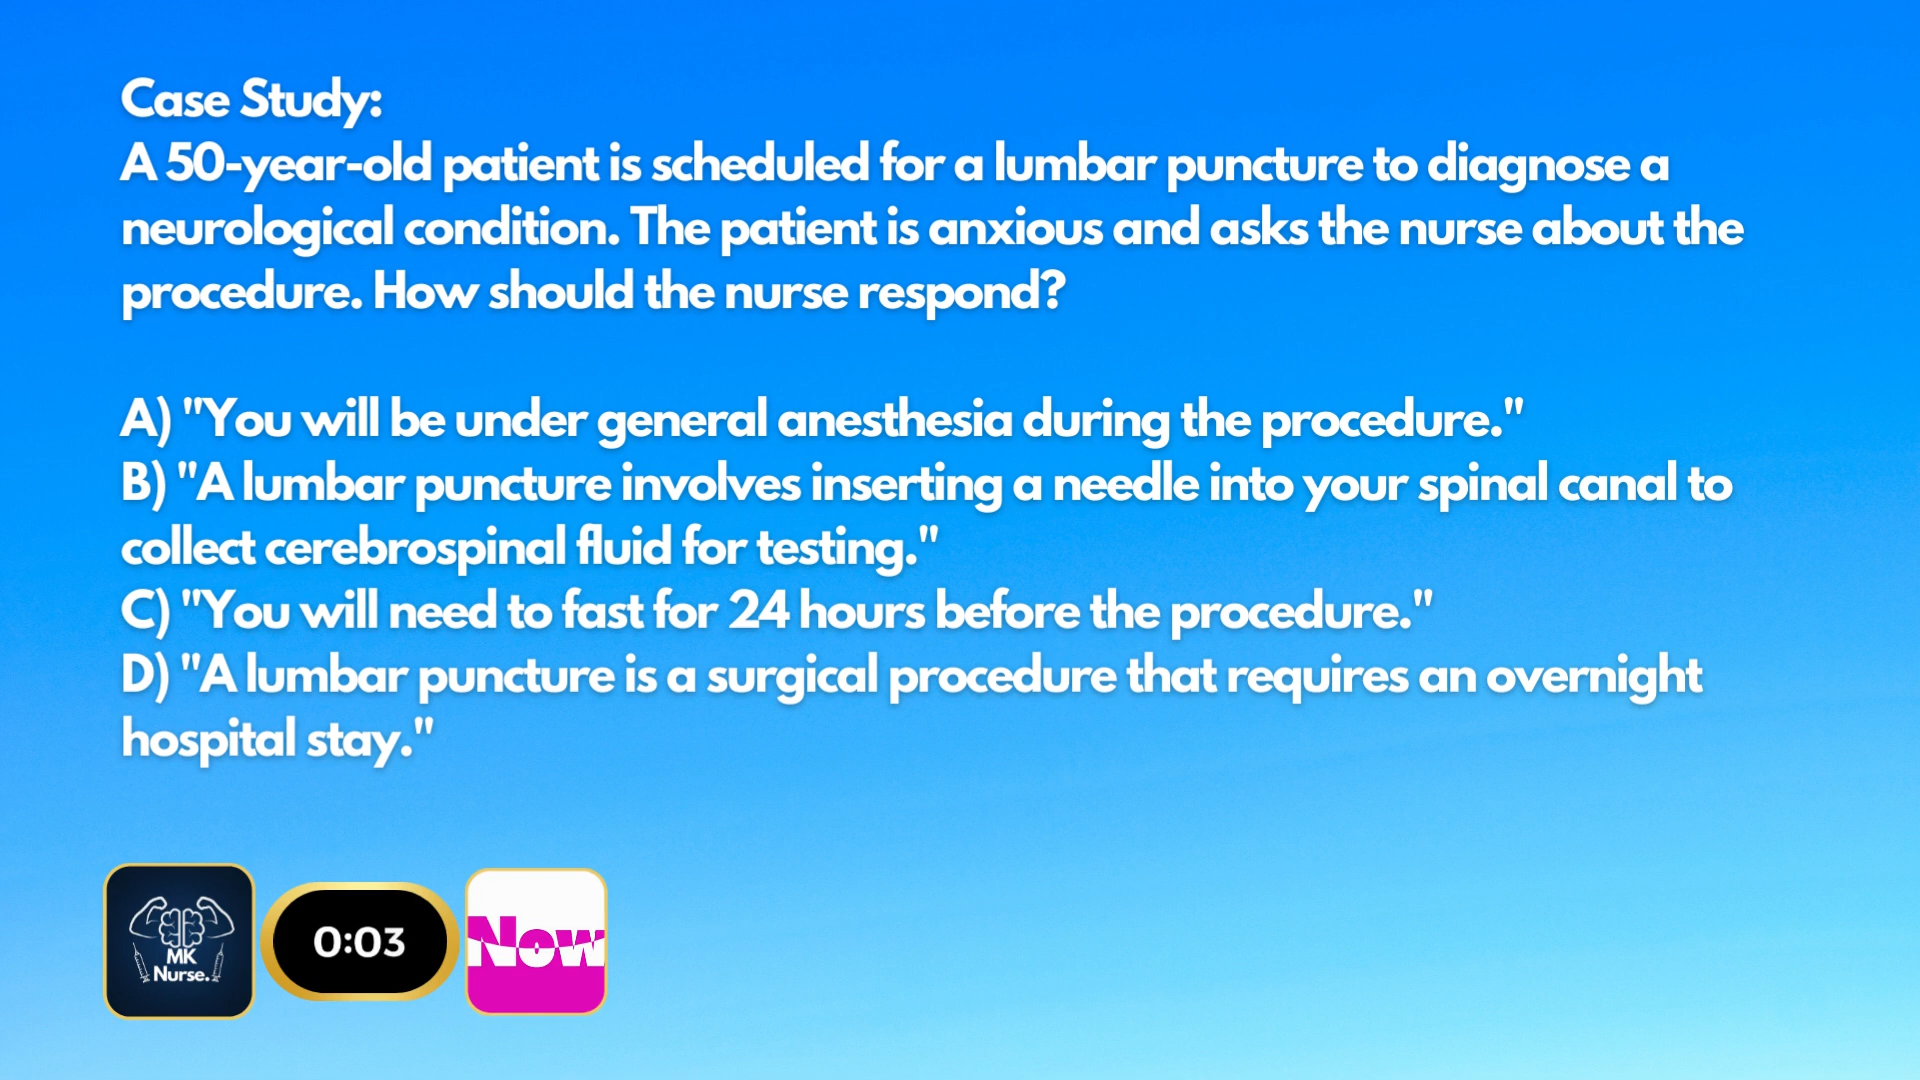 Case Study:
A 50-year-old patient is scheduled for a lumbar puncture to diagnose a
neurological condition. The patient is anxious and asks the nurse about the
procedure. How should the nurse respond?
A) "You will be under general anesthesia during the procedure."
B) "A lumbar puncture involves inserting a needle into your spinal canal to
collect cerebrospinal fluid for testing."
C) "You will need to fast for 24 hours before the procedure."
D) "A lumbar puncture is a surgical procedure that requires an overnight
hospital stay."
MK
Nurse.
0:03
Now